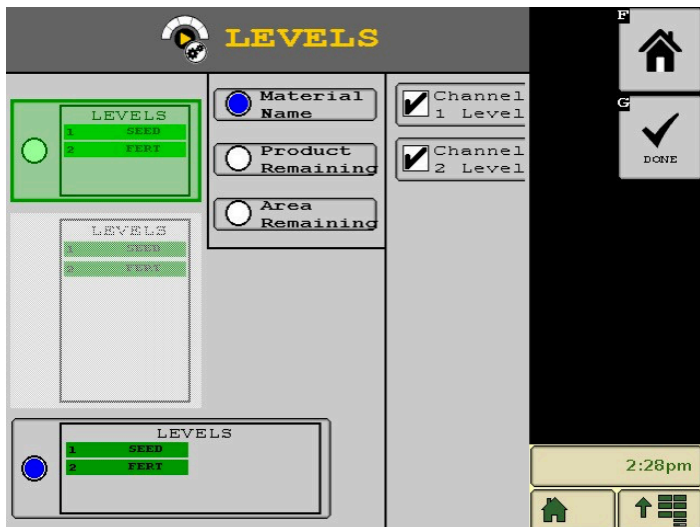 LEVELS
F
G
DONE
LEVELS
1 SEED
2 FERT
Material
Name
Product
Remaining
Area
Remaining
Channel
1 Level
Channel
2 Level
LEVELS
1 SEED
2 FERT
LEVELS
1 SEED
2 FERT
2:28pm